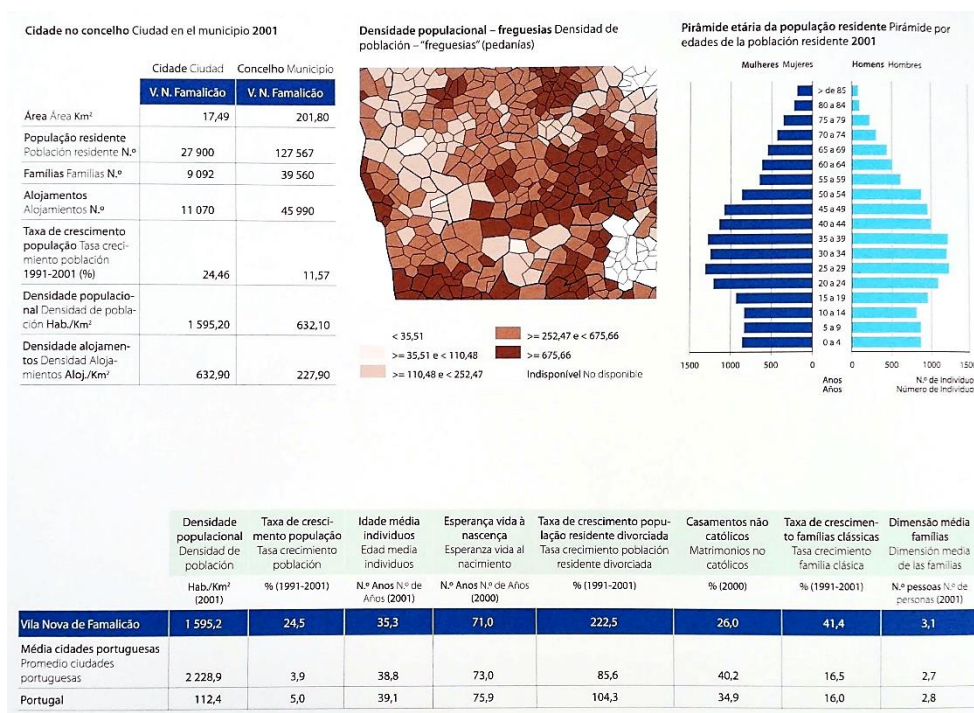 Cidade no concelho Ciudad en el municipio 2001
Cidade Ciudad Concelho Municipio
V. N. Famalicão V. N. Famalicão
Área Área Km² 17,49 201,80
População residente
Población residente N.º 27 900 127 567
Famílias Familias N.º 9 092 39 560
Alojamentos
Alojamientos N.º 11 070 45 990
Taxa de crescimento
população Tasa creci-
miento población
1991-2001 (%) 24,46 11,57
Densidade populacio-
nal Densidad de pobla-
ción Hab./Km² 1 595,20 632,10
Densidade alojamen-
tos Densidad Aloja-
mientos Aloj./Km² 632,90 227,90
Densidade populacional – freguesias Densidad de
población – "freguesias" (pedanías)
< 35,51
>= 35,51 e < 110,48
>= 110,48 e < 252,47
>= 252,47 e < 675,66
>= 675,66
Indisponível No disponible
Pirâmide etária da população residente Pirámide por
edades de la población residente 2001
Mulheres Mujeres Homens Hombres
> de 85
80 a 84
75 a 79
70 a 74
65 a 69
60 a 64
55 a 59
50 a 54
45 a 49
40 a 44
35 a 39
30 a 34
25 a 29
20 a 24
15 a 19
10 a 14
5 a 9
0 a 4
1500 1000 500 0 0 500 1000 1500
Anos N.º de Indivíduo
Años Número de Individuo
Densidade populacional Densidad de población
Taxa de cresci-mento população Tasa crecimiento población
Idade média indivíduos Edad media individuos
Esperança vida à nascença Esperanza vida al nacimiento
Taxa de crescimento popu-lação residente divorciada Tasa crecimiento población residente divorciada
Casamentos não católicos Matrimonios no católicos
Taxa de crescimen-to famílias clássicas Tasa crecimiento familia clásica
Dimensão média famílias Dimensión media de las familias
Hab./Km² (2001)
% (1991-2001)
N.º Anos N.º de Años (2001)
N.º Anos N.º de Años (2000)
% (1991-2001)
% (2000)
% (1991-2001)
N.º pessoas N.º de personas (2001)
Vila Nova de Famalicão 1 595,2 24,5 35,3 71,0 222,5 26,0 41,4 3,1
Média cidades portuguesas
Promedio ciudades
portuguesas 2 228,9 3,9 38,8 73,0 85,6 40,2 16,5 2,7
Portugal 112,4 5,0 39,1 75,9 104,3 34,9 16,0 2,8